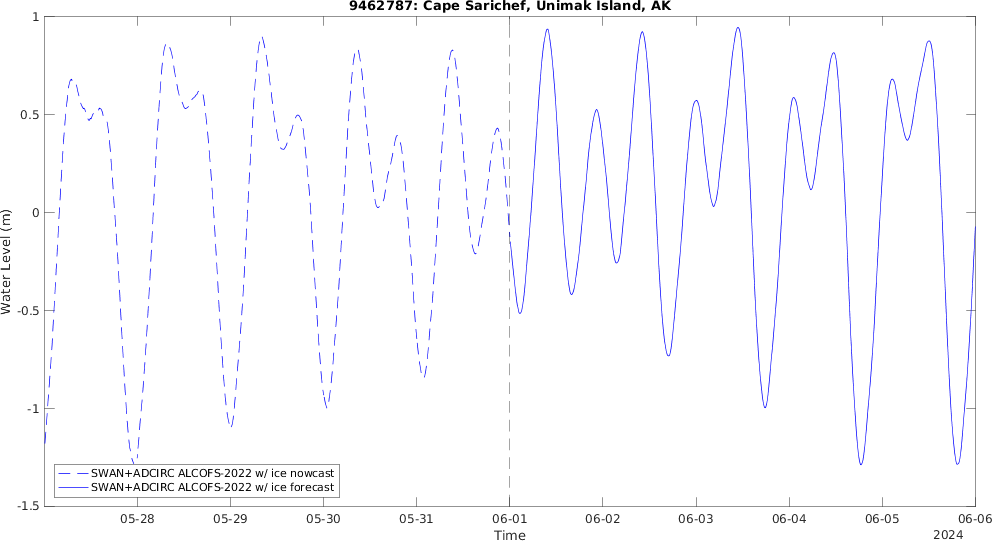 9462787: Cape Sarichef, Unimak Island, AK
1
0.5
0
-0.5
-1
-1.5
Water Level (m)
SWAN+ADCIRC ALCOFS-2022 w/ ice nowcast
SWAN+ADCIRC ALCOFS-2022 w/ ice forecast
05-28 05-29 05-30 05-31 06-01 06-02 06-03 06-04 06-05 06-06
Time
2024